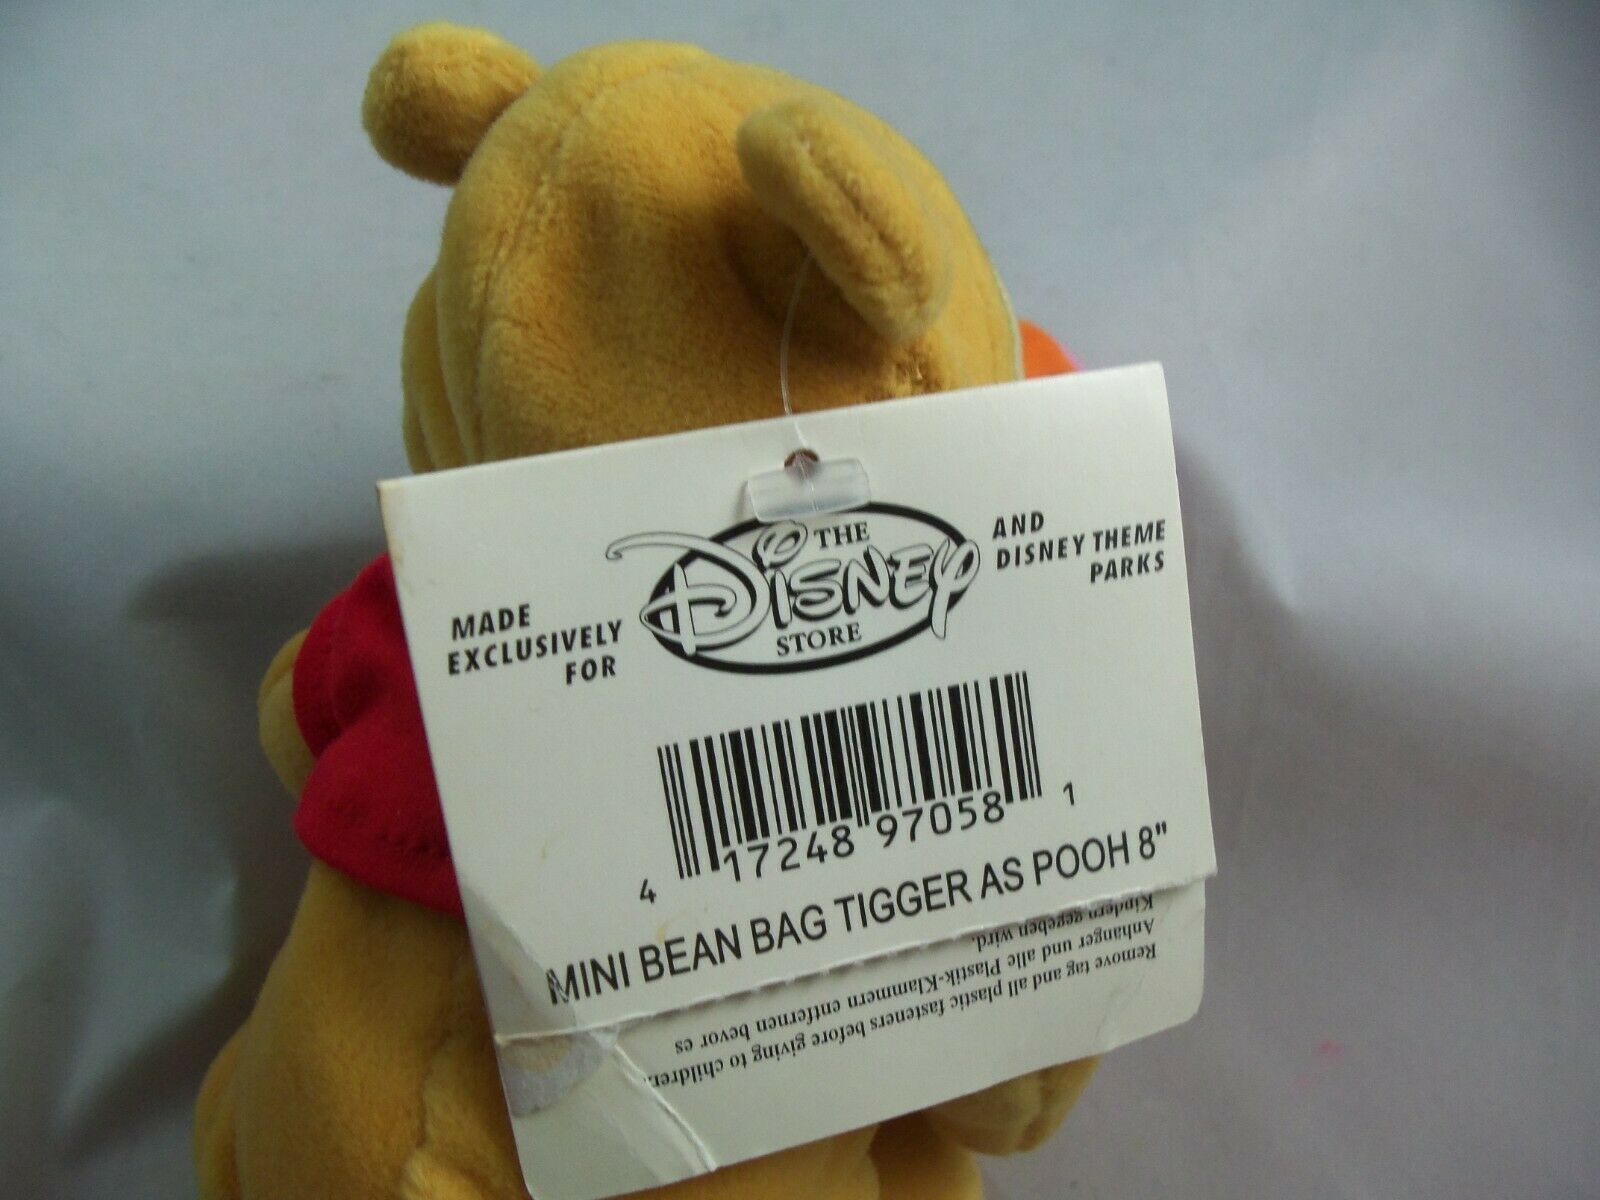 MADE
EXCLUSIVELY
FOR
THE
DISNEY
STORE
AND
DISNEY THEME
PARKS
4 17248 97058 1
MINI BEAN BAG TIGGER AS POOH 8"
Remove tag and all plastic fasteners before giving to children.
Anhanger und alle Plastik-Klammern entfernen bevor es
Kindern gegeben wird.